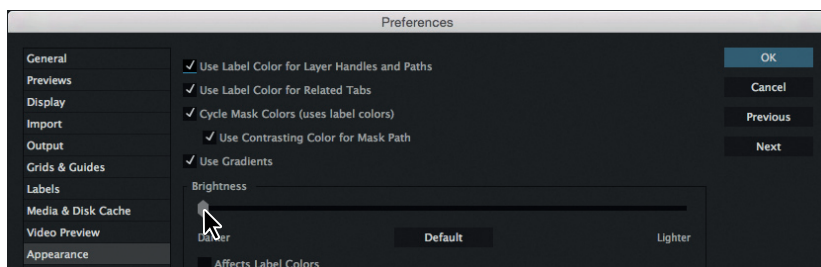 Preferences
General
Previews
Display
Import
Output
Grids & Guides
Labels
Media & Disk Cache
Video Preview
Appearance
Use Label Color for Layer Handles and Paths
Use Label Color for Related Tabs
Cycle Mask Colors (uses label colors)
Use Contrasting Color for Mask Path
Use Gradients
Brightness
Darker Default Lighter
Affects Label Colors
OK
Cancel
Previous
Next